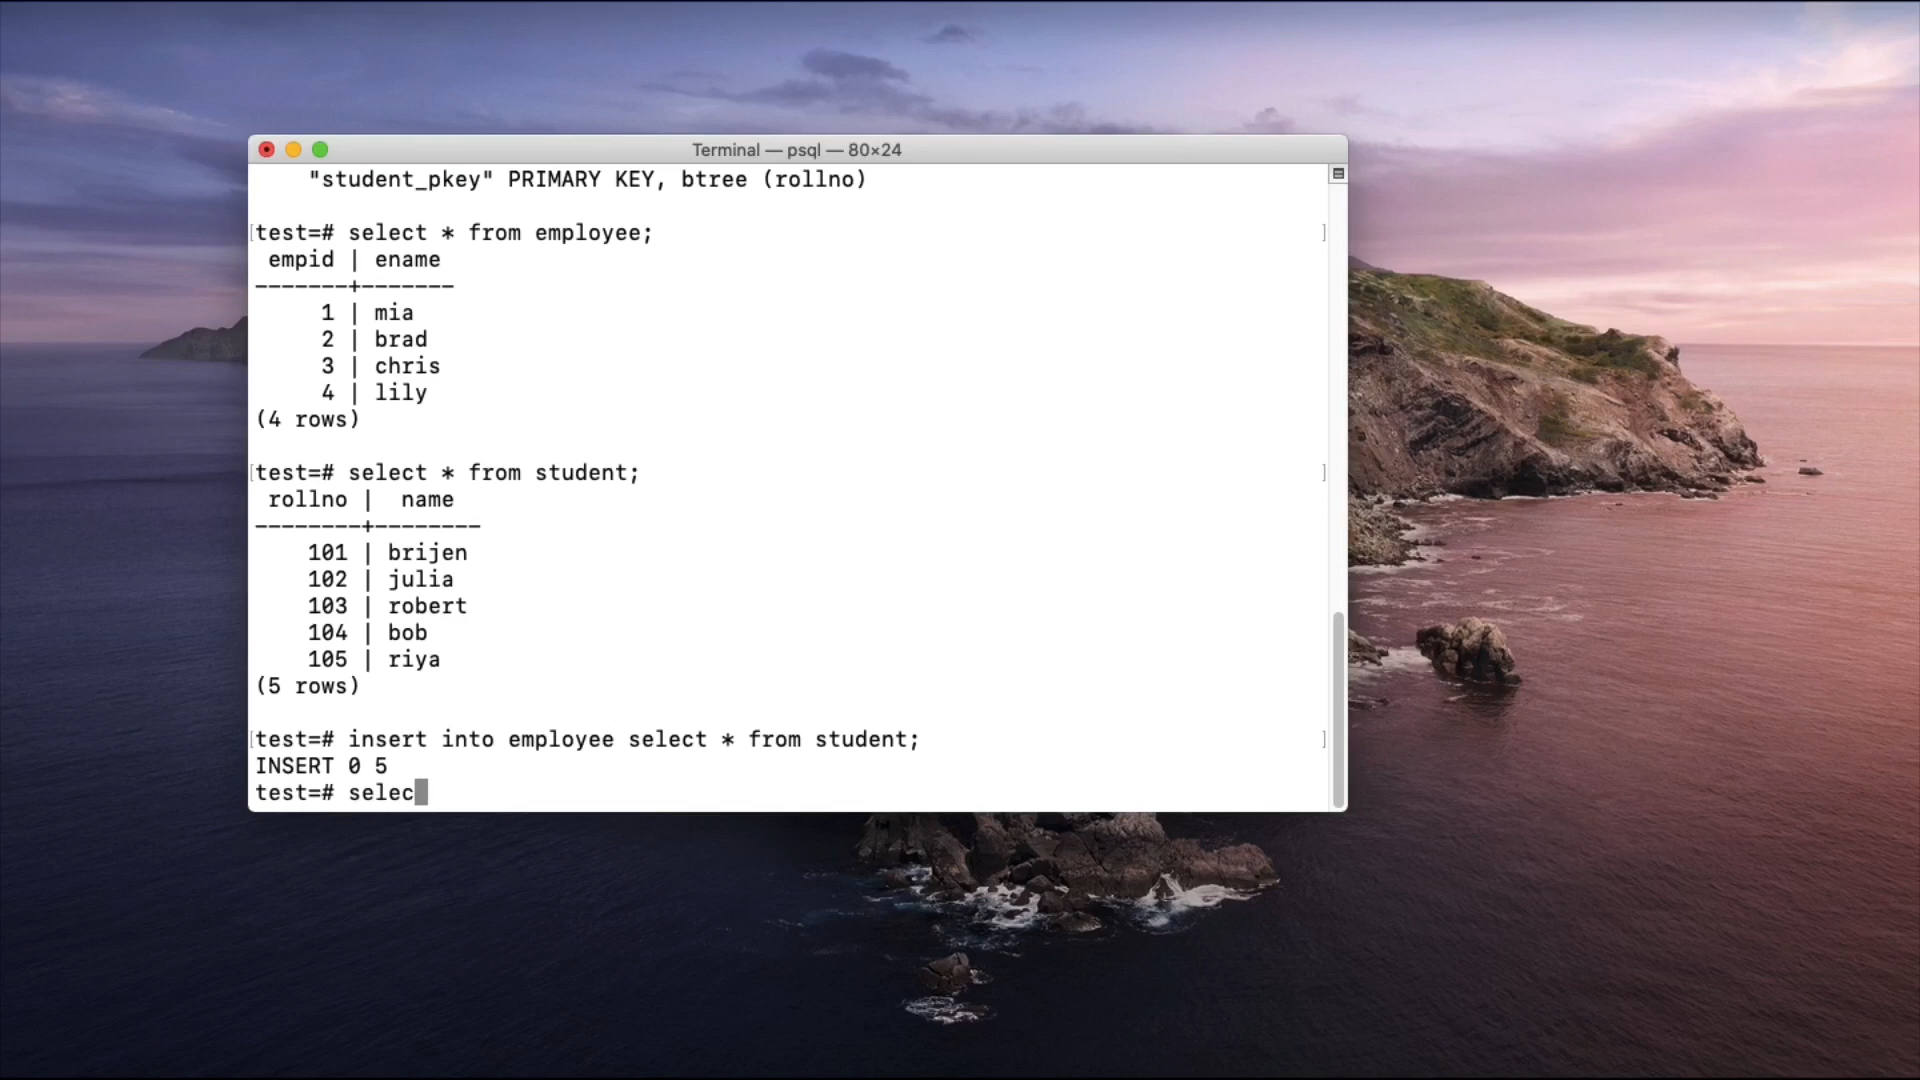 Terminal — psql — 80×24
"student_pkey" PRIMARY KEY, btree (rollno)
[test=# select * from employee; ]
empid | ename
-------+-------
1 | mia
2 | brad
3 | chris
4 | lily
(4 rows)
[test=# select * from student; ]
rollno | name
--------+--------
101 | brijen
102 | julia
103 | robert
104 | bob
105 | riya
(5 rows)
[test=# insert into employee select * from student; ]
INSERT 0 5
test=# selec